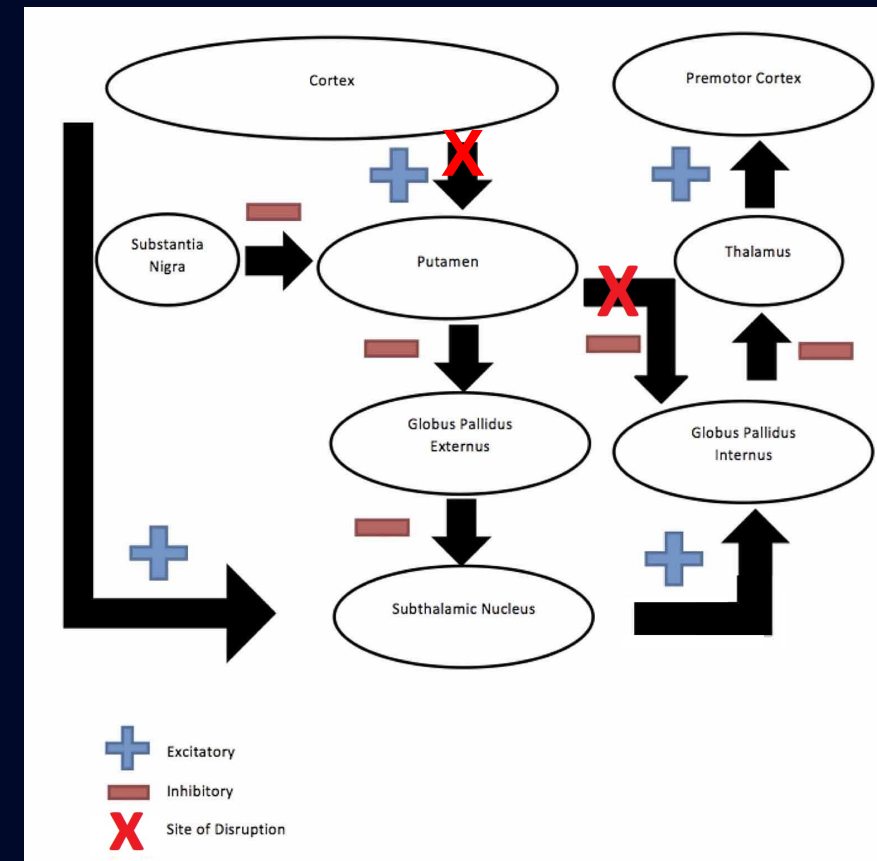 Cortex
Premotor Cortex
Substantia
Nigra
Putamen
Thalamus
Globus Pallidus
Externus
Globus Pallidus
Internus
Subthalamic Nucleus
Excitatory
Inhibitory
X Site of Disruption